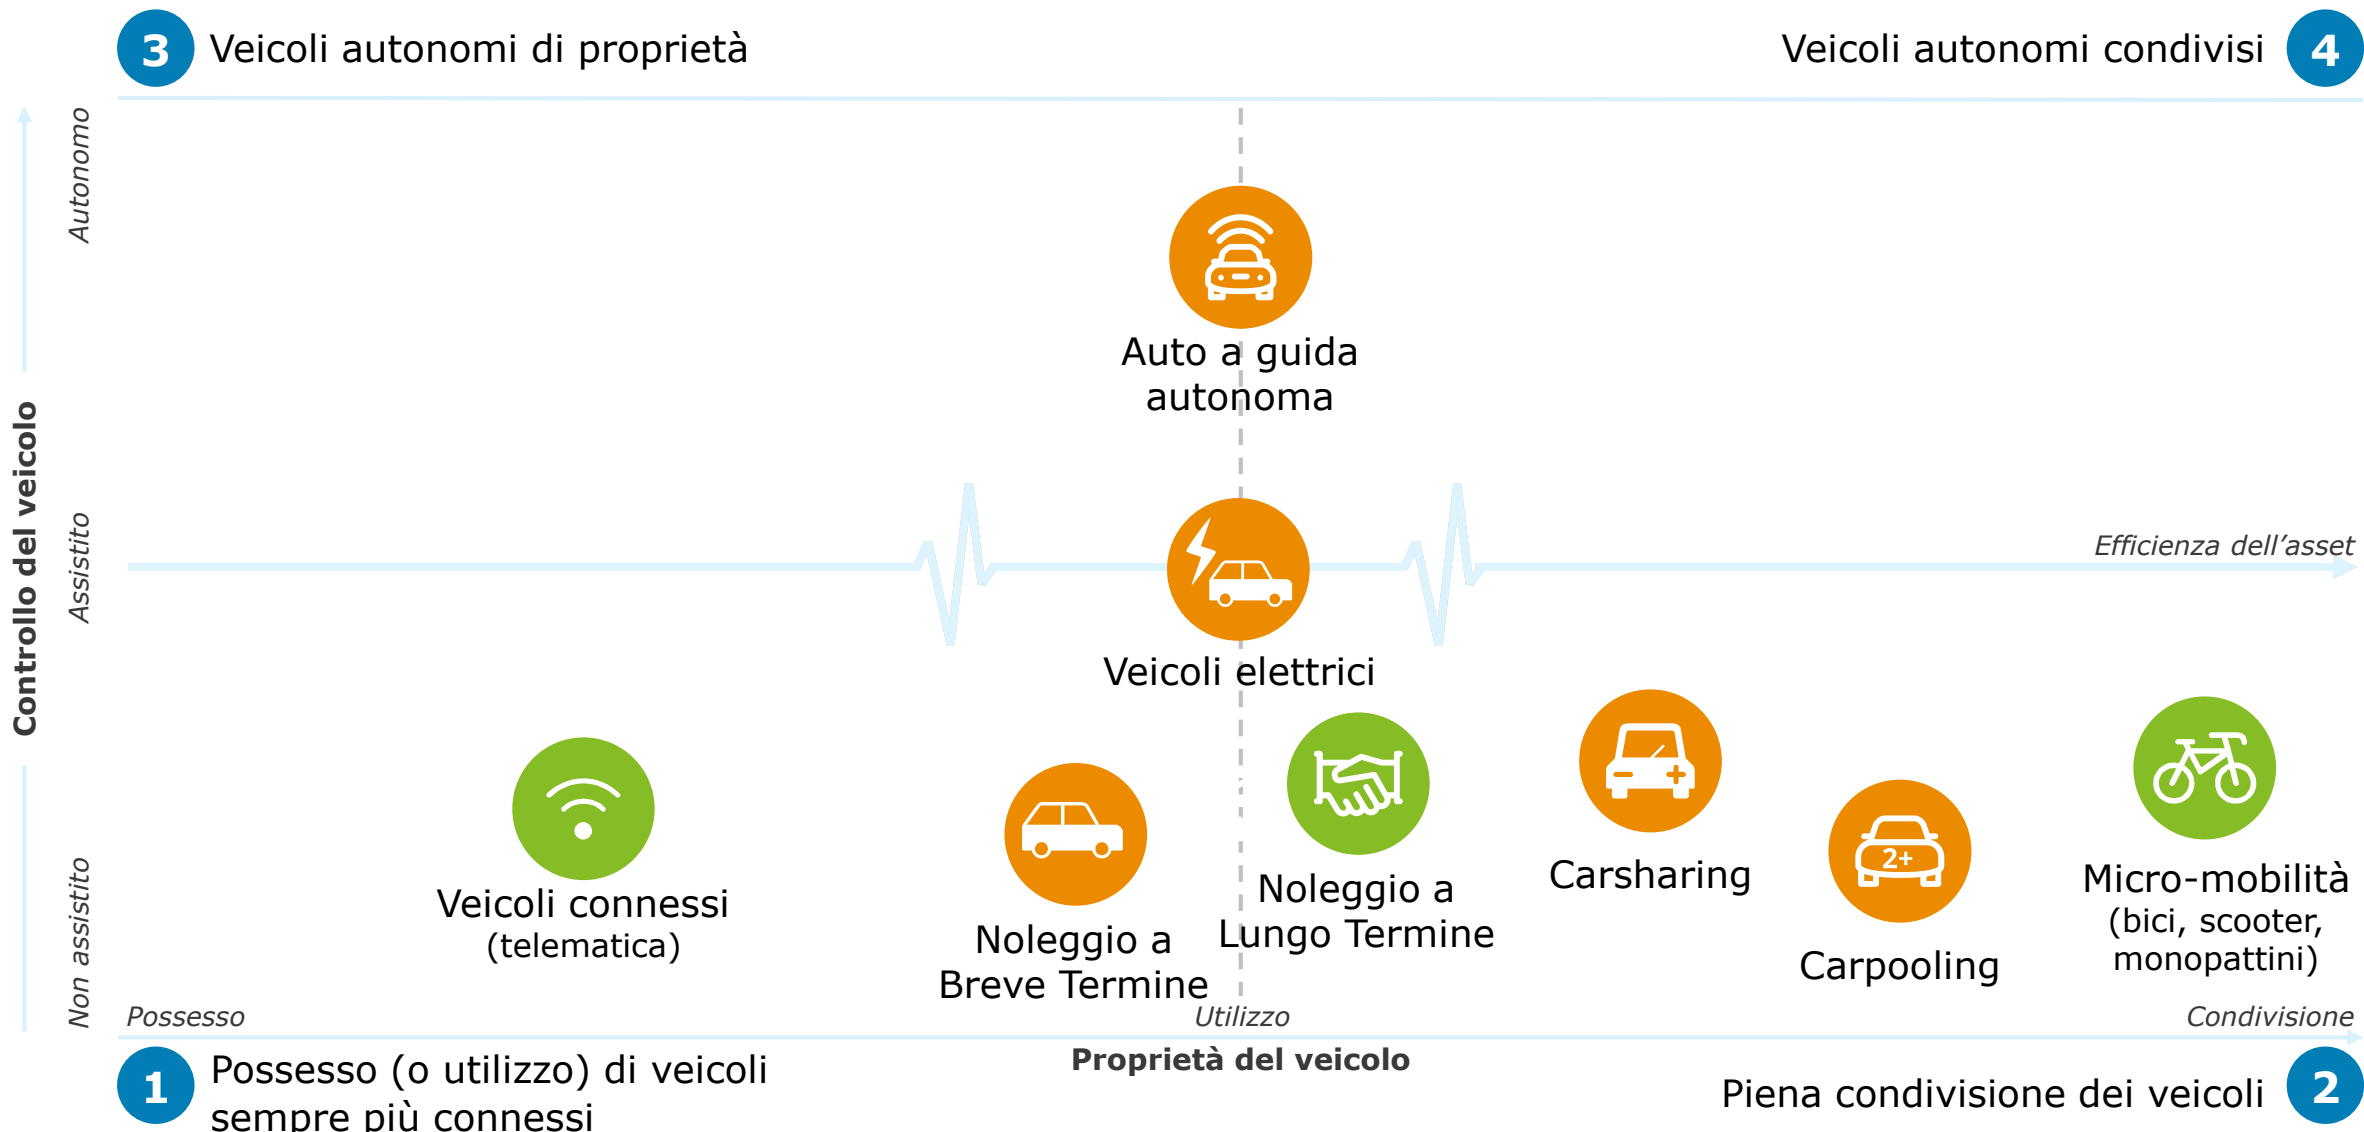 3 Veicoli autonomi di proprietà
Veicoli autonomi condivisi 4
Autonomo
Auto a guida
autonoma
Controllo del veicolo
Assistito
Efficienza dell’asset
Veicoli elettrici
Non assistito
Veicoli connessi
(telematica)
Noleggio a
Breve Termine
Noleggio a
Lungo Termine
Carsharing
2+
Carpooling
Micro-mobilità
(bici, scooter,
monopattini)
Possesso
Utilizzo
Condivisione
Proprietà del veicolo
1 Possesso (o utilizzo) di veicoli
sempre più connessi
Piena condivisione dei veicoli 2